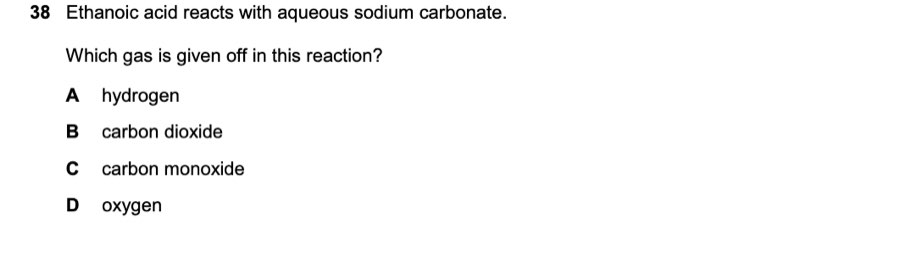 38 Ethanoic acid reacts with aqueous sodium carbonate.
Which gas is given off in this reaction?
A hydrogen
B carbon dioxide
C carbon monoxide
D oxygen